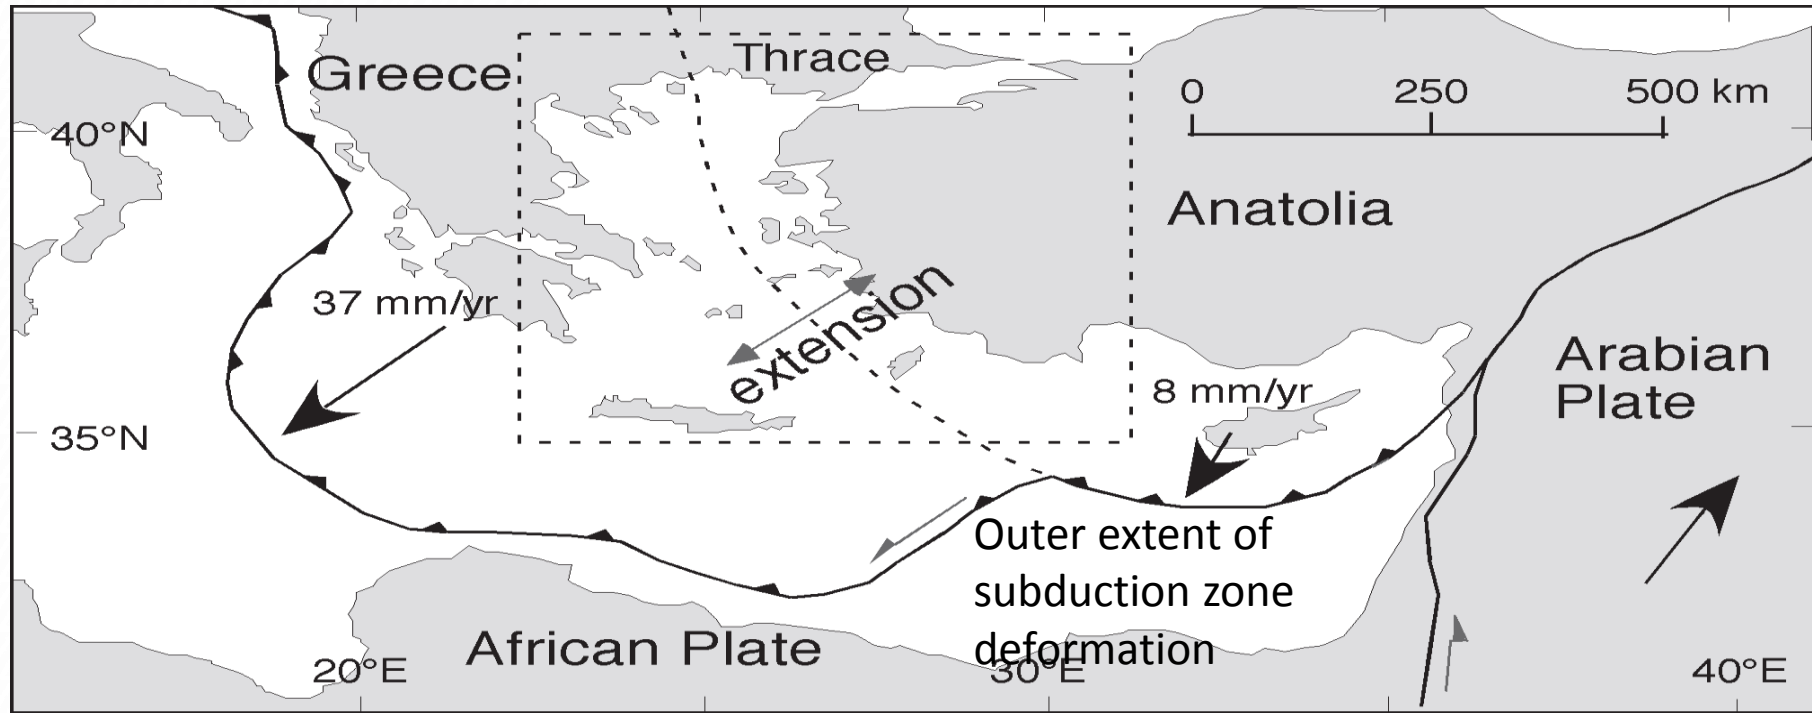 Thrace
Greece
0
250
500 km
40°N
Anatolia
37 mm/yr
extension
Arabian
Plate
8 mm/yr
35°N
Outer extent of
subduction zone
deformation
African Plate
20°E
30°E
40°E